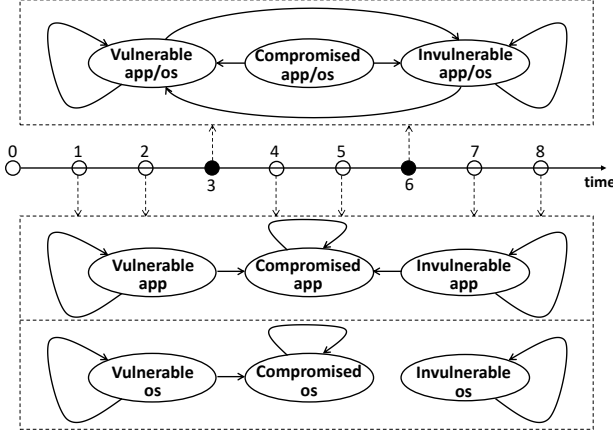 Vulnerable app/os
Compromised app/os
Invulnerable app/os
0 1 2 3 4 5 6 7 8
time
Vulnerable app
Compromised app
Invulnerable app
Vulnerable os
Compromised os
Invulnerable os